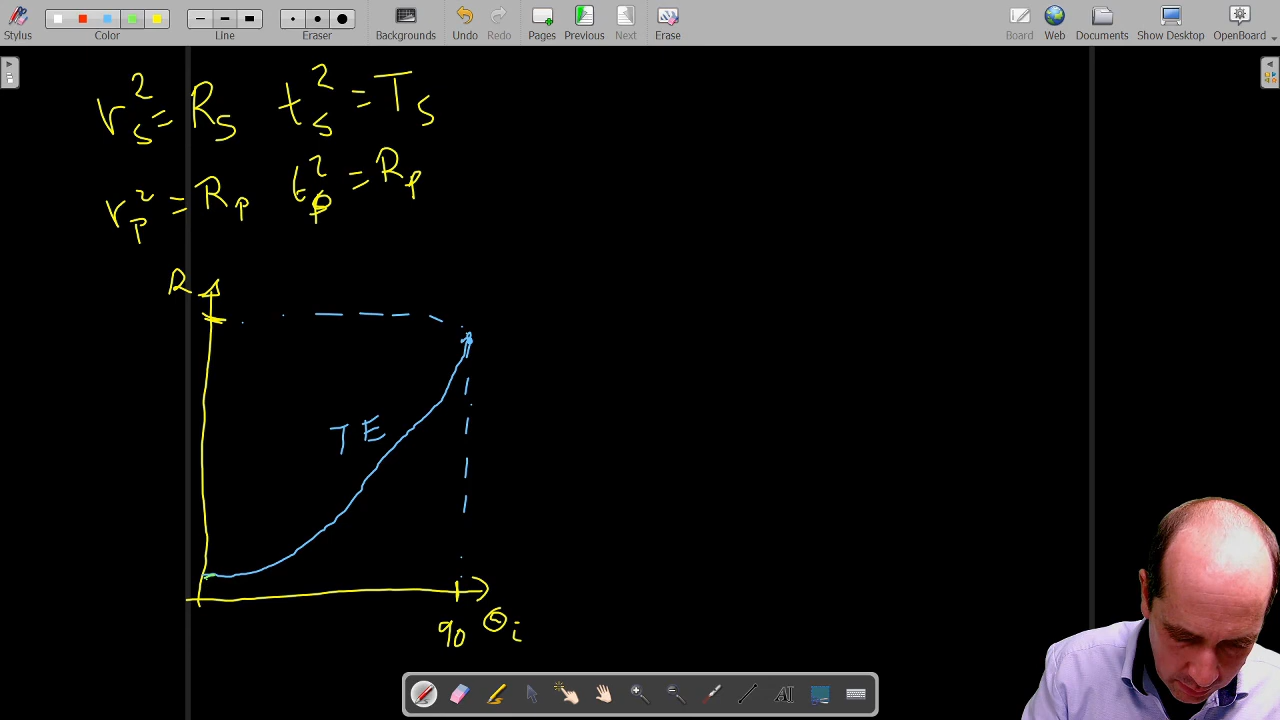 Stylus Color Line Eraser Backgrounds Undo Redo Pages Previous Next Erase Board Web Documents Show Desktop OpenBoard
r_s^2 = R_s t_s^2 = T_s
r_p^2 = R_p t_p^2 = R_p
R
TE
90 Θ_i